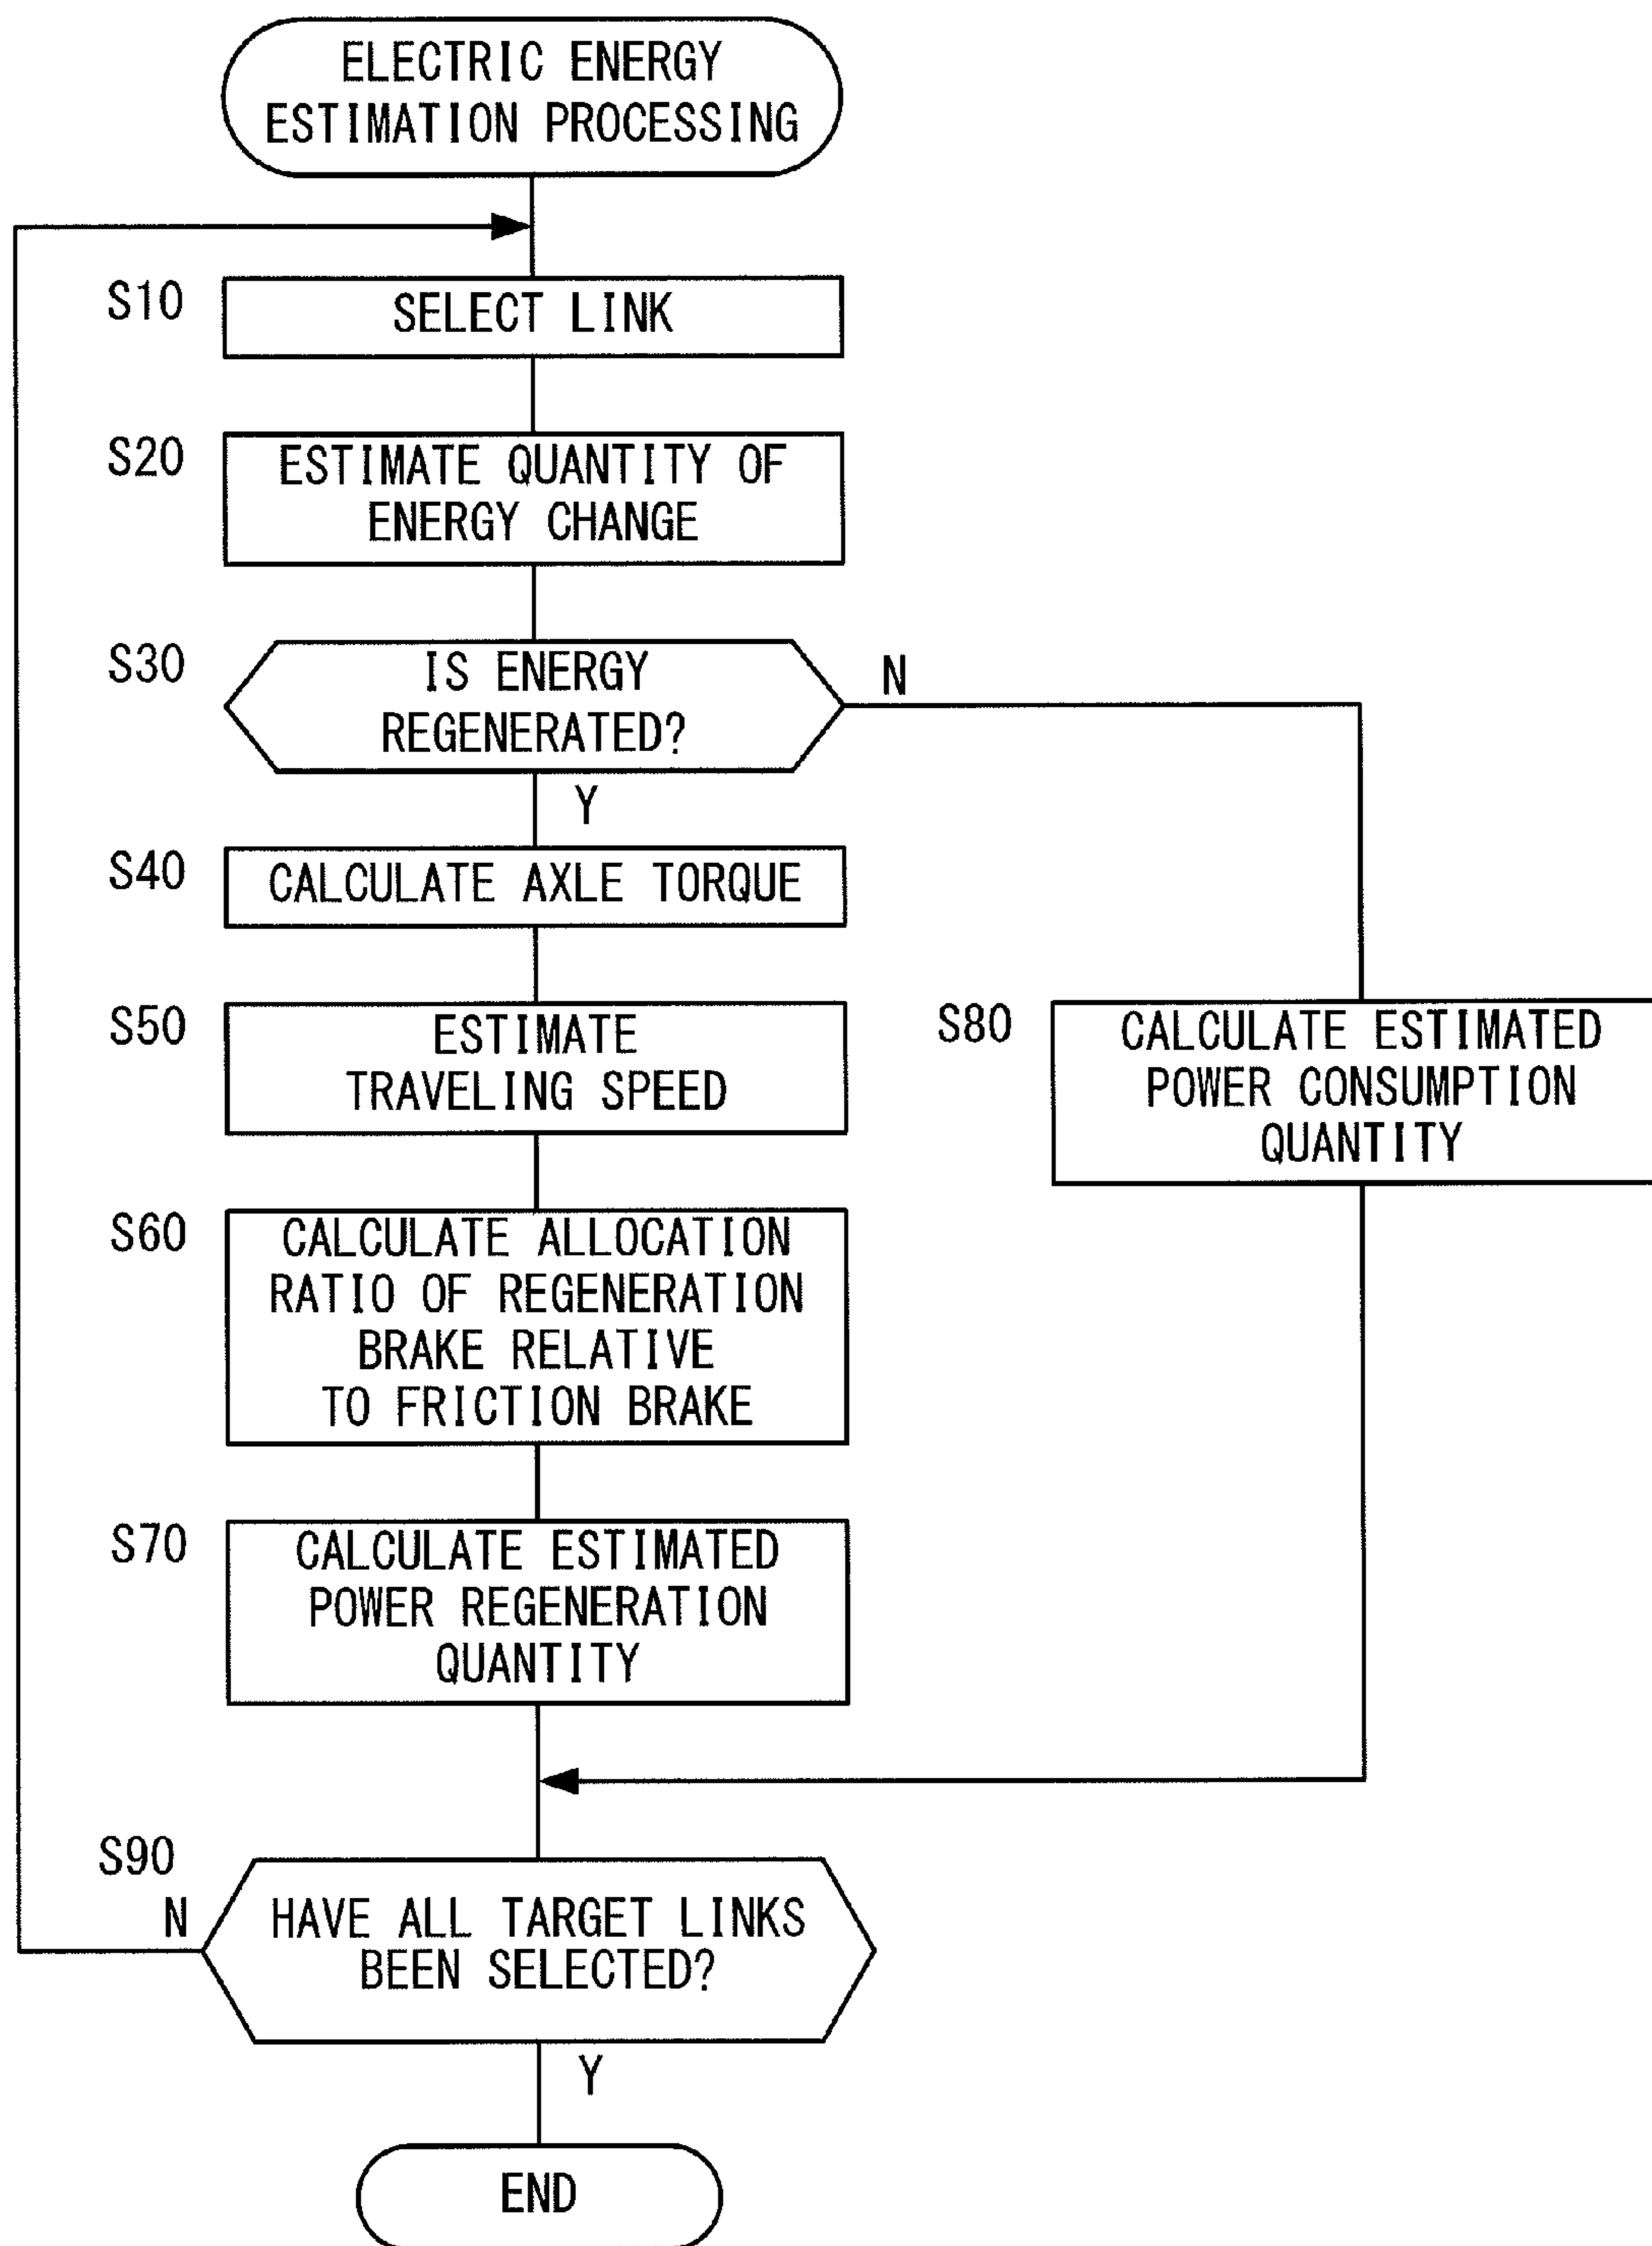 ELECTRIC ENERGY
ESTIMATION PROCESSING
S10
SELECT LINK
S20
ESTIMATE QUANTITY OF
ENERGY CHANGE
S30
IS ENERGY
REGENERATED?
N
Y
S40
CALCULATE AXLE TORQUE
S50
ESTIMATE
TRAVELING SPEED
S80
CALCULATE ESTIMATED
POWER CONSUMPTION
QUANTITY
S60
CALCULATE ALLOCATION
RATIO OF REGENERATION
BRAKE RELATIVE
TO FRICTION BRAKE
S70
CALCULATE ESTIMATED
POWER REGENERATION
QUANTITY
S90
N
HAVE ALL TARGET LINKS
BEEN SELECTED?
Y
END